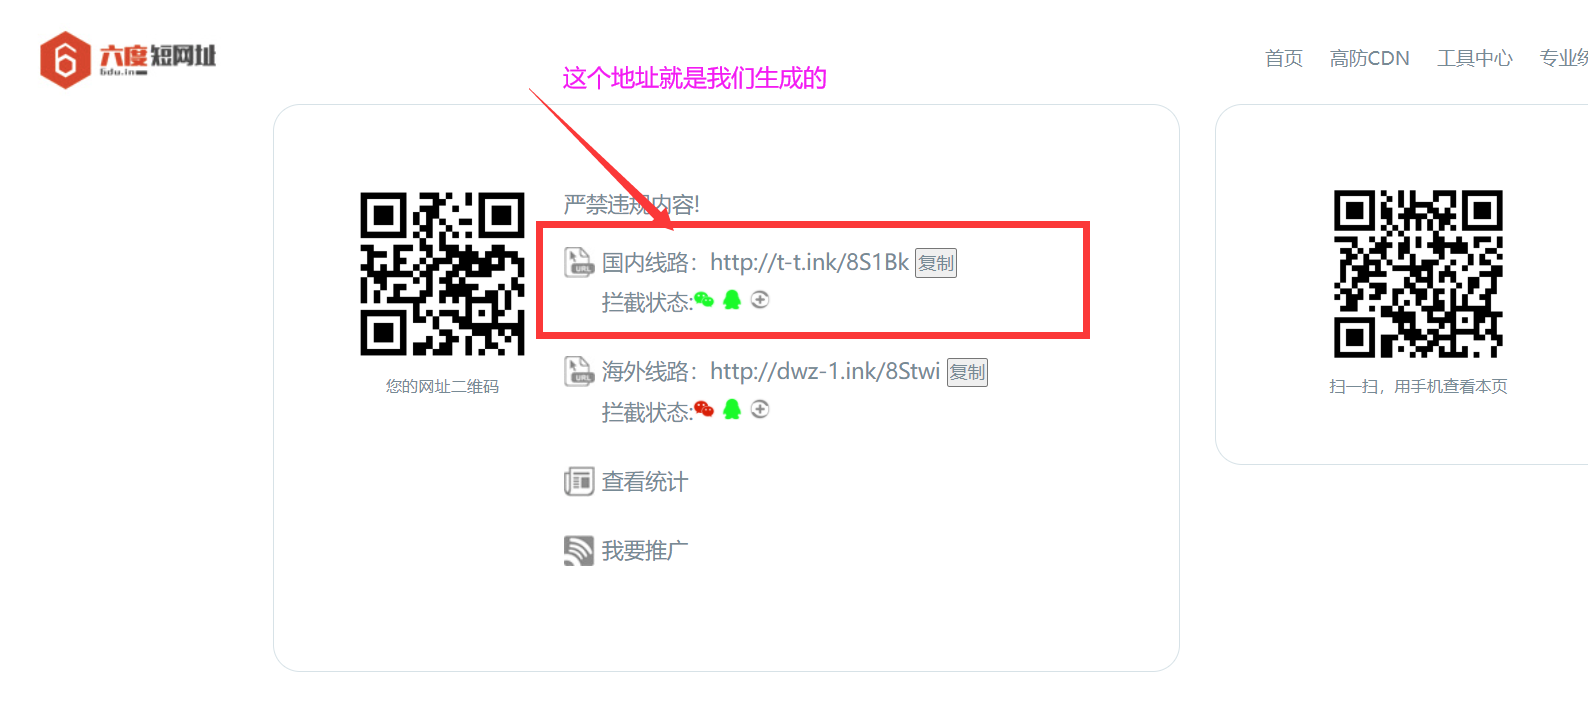 六度短网址
6du.in
首页 高防CDN 工具中心 专业统
这个地址就是我们生成的
严禁违规内容!
国内线路：http://t-t.ink/8S1Bk 复制
拦截状态:
海外线路：http://dwz-1.ink/8Stwi 复制
拦截状态:
查看统计
我要推广
您的网址二维码
扫一扫，用手机查看本页